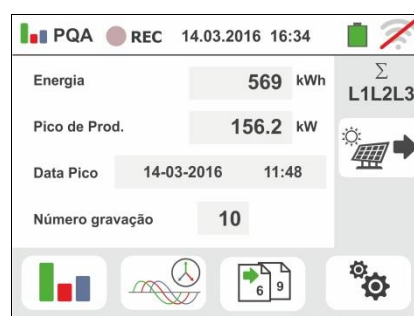 PQA REC 14.03.2016 16:34
Energia 569 kWh
Σ
L1L2L3
Pico de Prod. 156.2 kW
Data Pico 14-03-2016 11:48
Número gravação 10
6 9